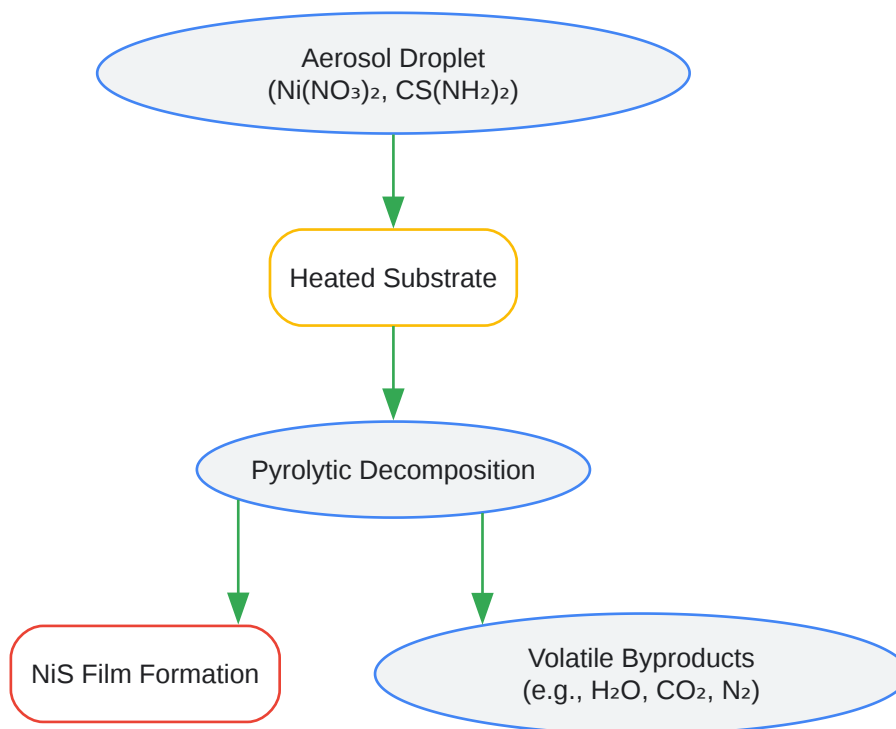 Aerosol Droplet
(Ni(NO₃)₂, CS(NH₂)₂)
Heated Substrate
Pyrolytic Decomposition
NiS Film Formation
Volatile Byproducts
(e.g., H₂O, CO₂, N₂)